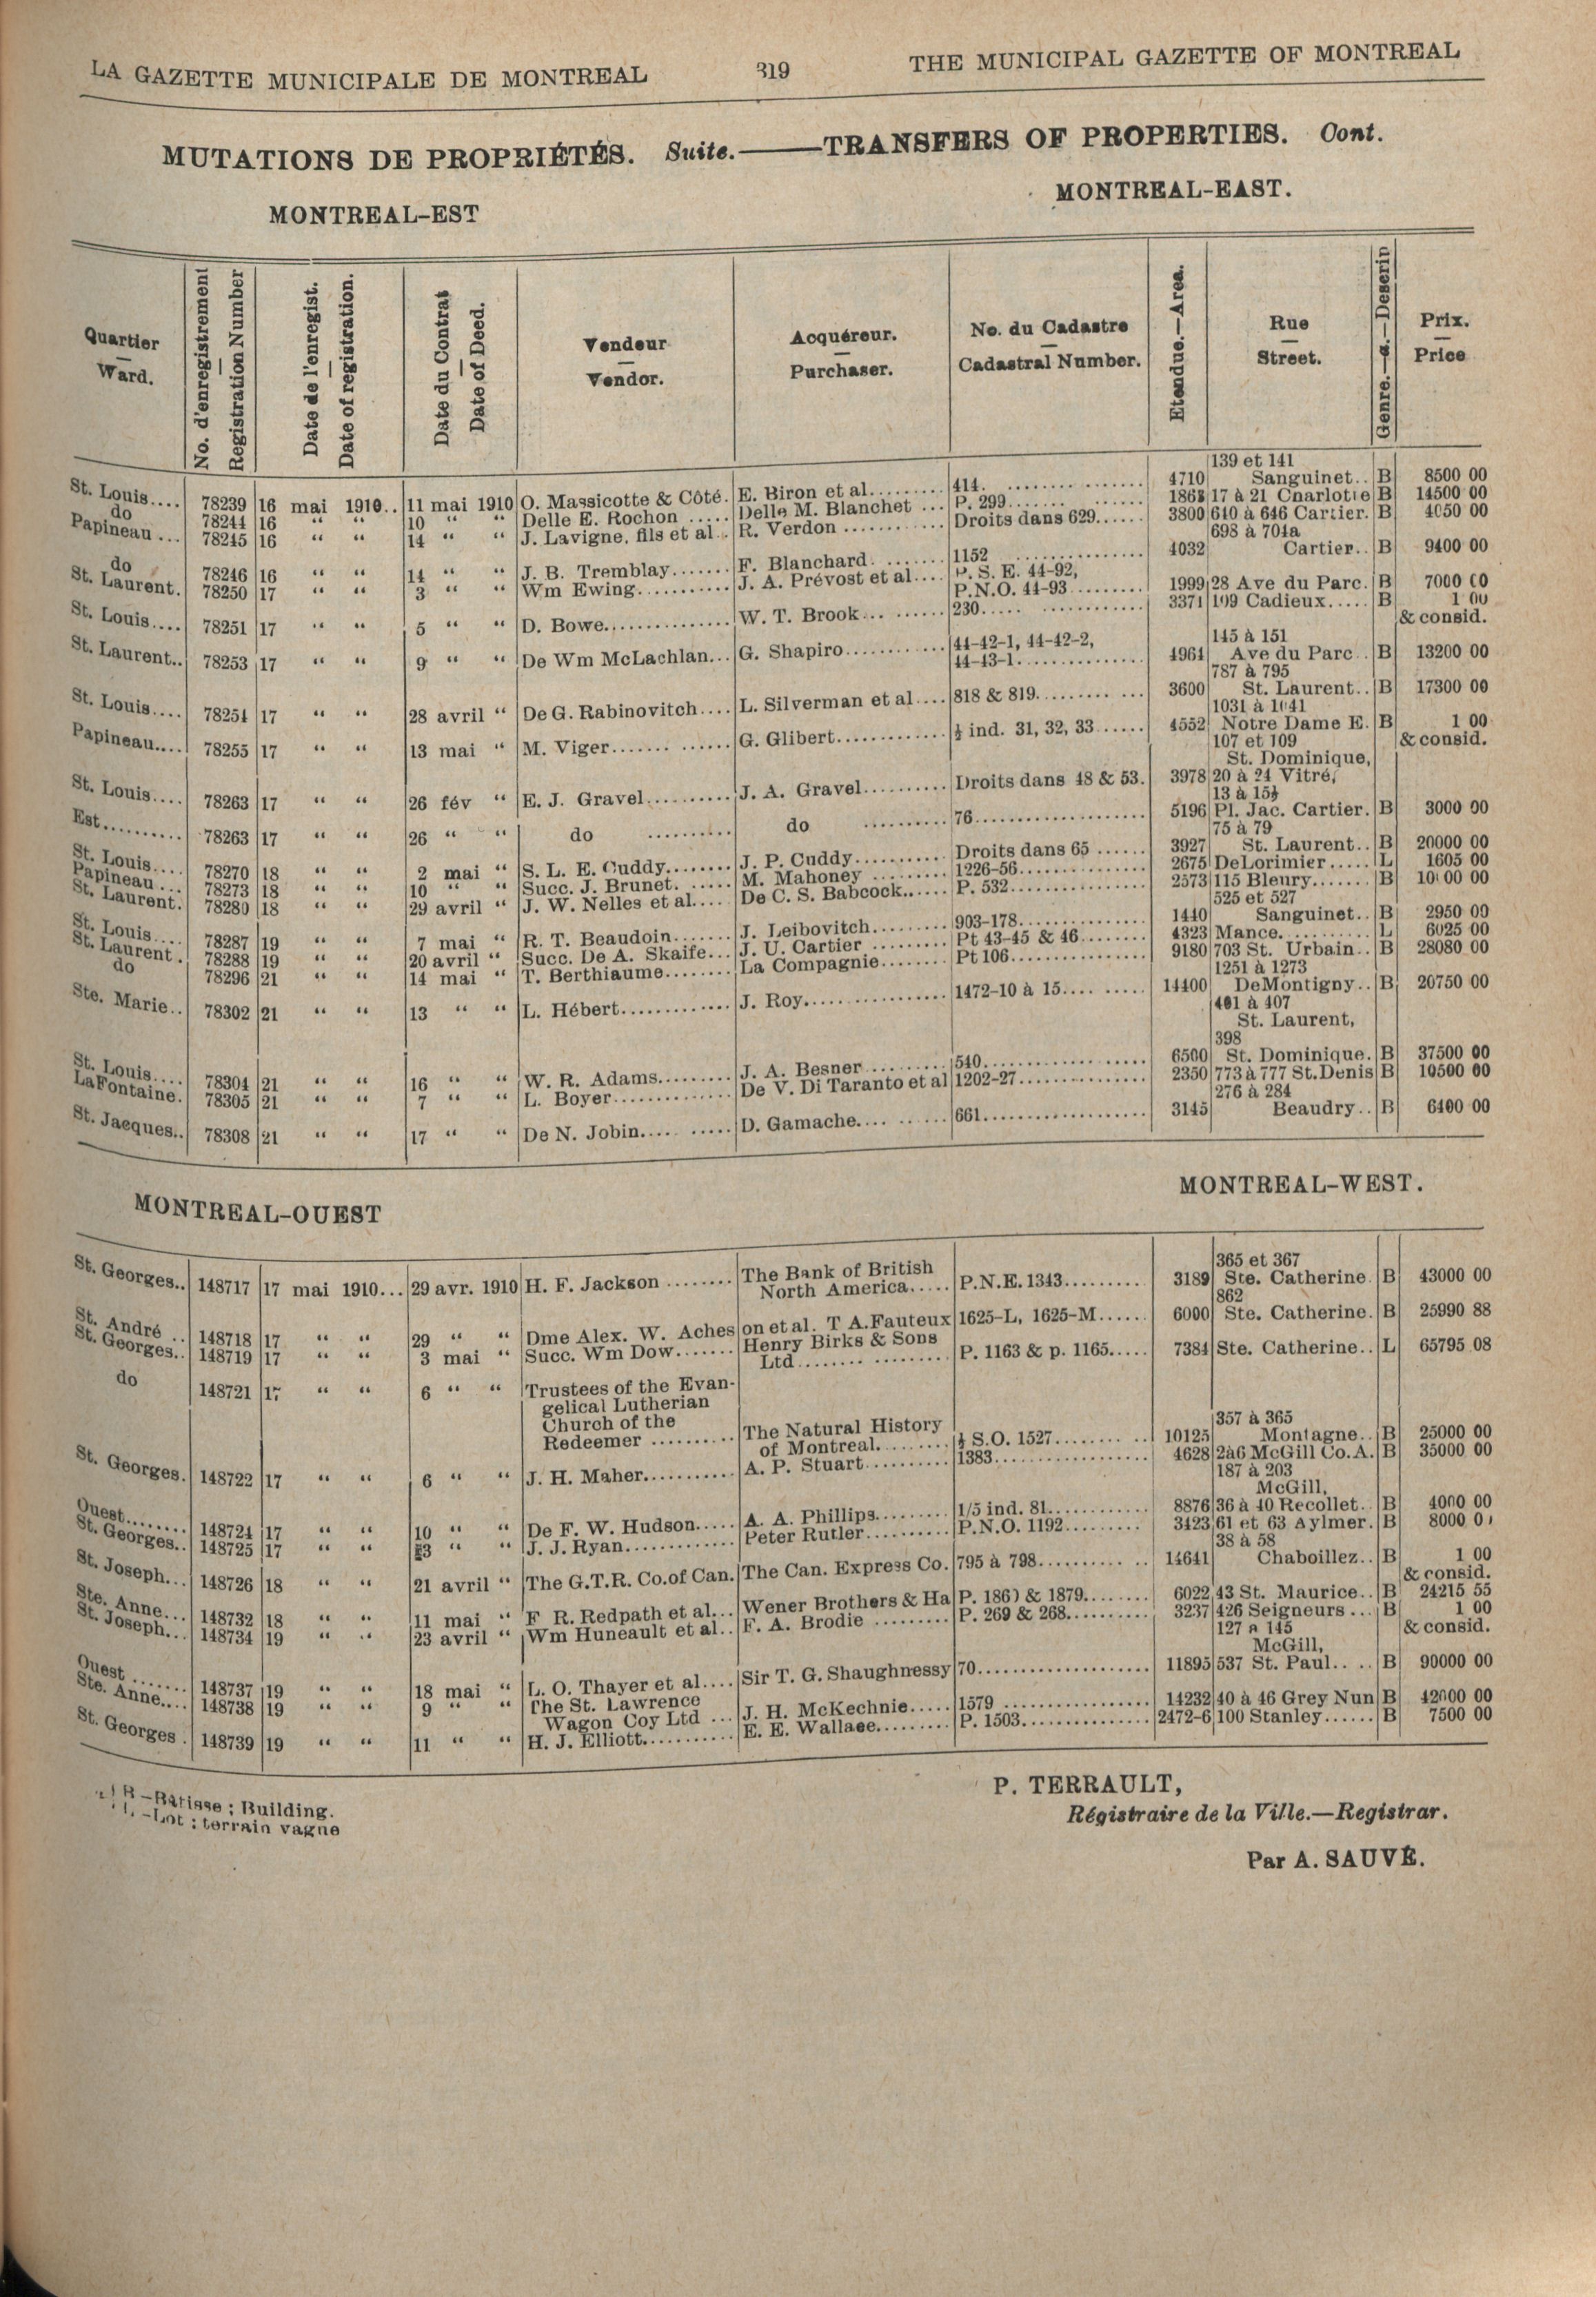 LA GAZETTE MUNICIPALE DE MONTREAL 319 THE MUNICIPAL GAZETTE OF MONTREAL
MUTATIONS DE PROPRIÉTÉS. Suite.——TRANSFERS OF PROPERTIES. Cont.
MONTREAL-EST MONTREAL-EAST.
Quartier — Ward. | No. d'enregistrement — Registration Number | Date de l'enregist. — Date of registration. | Date du Contrat — Date of Deed. | Vendeur — Vendor. | Acquéreur. — Purchaser. | No. du Cadastre — Cadastral Number. | Etendue.—Area. | Rue — Street. | Genre.—a.—Descrip | Prix. — Price
139 et 141
St. Louis.... 78239 16 mai 1910.. 11 mai 1910 O. Massicotte & Côté. E. Biron et al......... 414. ........ 4710 Sanguinet.. B 8500 00
do 78244 16 " " 10 " " Delle E. Rochon ..... Delle M. Blanchet ... P. 299........ 1868 17 à 21 Charlotte B 14500 00
Papineau ... 78245 16 " " 14 " " J. Lavigne, fils et al.. R. Verdon ........... Droits dans 629...... 3800 640 à 646 Cartier. B 4050 00
698 à 704a
do 78246 16 " " 14 " " J. B. Tremblay....... F. Blanchard. ....... 1152 ........ 4032 Cartier.. B 9400 00
St. Laurent. 78250 17 " " 3 " " Wm Ewing........... J. A. Prévost et al.... P. S. E. 44-92,
P.N.O. 44-93......... 1999 28 Ave du Parc. B 7000 00
St. Louis.... 78251 17 " " 5 " " D. Bowe.............. W. T. Brook... ....... 230..... ........ 3371 109 Cadieux..... B 1 00
& consid.
145 à 151
St. Laurent.. 78253 17 " " 9 " " De Wm McLachlan... G. Shapiro........... 44-42-1, 44-42-2,
44-43-1.............. 4961 Ave du Parc.. B 13200 00
787 à 795
St. Louis.... 78254 17 " " 28 avril " De G. Rabinovitch.... L. Silverman et al.... 818 & 819......... ... 3600 St. Laurent.. B 17300 00
1031 à 1041
Papineau.... 78255 17 " " 13 mai " M. Viger....... ...... G. Glibert............ ½ ind. 31, 32, 33...... 4552 Notre Dame E. B 1 00
107 et 109 & consid.
St. Dominique,
St. Louis.... 78263 17 " " 26 fév " E. J. Gravel.......... J. A. Gravel.......... Droits dans 48 & 53. 3978 20 à 24 Vitré,
13 à 15½
Est.......... 78263 17 " " 26 " " do .......... do ......... 76................... 5196 Pl. Jac. Cartier. B 3000 00
75 à 79
St. Louis.... 78270 18 " " 2 mai " S. L. E. Cuddy........ J. P. Cuddy........... Droits dans 65 ...... 3927 St. Laurent.. B 20000 00
Papineau ... 78273 18 " " 10 " " Succ. J. Brunet. ..... M. Mahoney ......... 1226-56............... 2675 DeLorimier..... L 1605 00
St. Laurent. 78280 18 " " 29 avril " J. W. Nelles et al.... De C. S. Babcock...... P. 532................ 2573 115 Bleury....... B 10 00 00
525 et 527
St. Louis.... 78287 19 " " 7 mai " R. T. Beaudoin....... J. Leibovitch......... 903-178............... 1440 Sanguinet.. B 2950 00
St. Laurent . 78288 19 " " 20 avril " Succ. De A. Skaife... J. U. Cartier ......... Pt 43-45 & 46........ 4323 Mance.......... L 6025 00
do 78296 21 " " 14 mai " T. Berthiaume........ La Compagnie........ Pt 106................ 9180 703 St. Urbain.. B 28080 00
1251 à 1273
Ste. Marie.. 78302 21 " " 13 " " L. Hébert............. J. Roy................ 1472-10 à 15.... ...... 14400 DeMontigny.. B 20750 00
401 à 407
St. Laurent,
398
St. Louis.... 78304 21 " " 16 " " W. R. Adams......... J. A. Besner .......... 540................... 6500 St. Dominique. B 37500 00
LaFontaine. 78305 21 " " 7 " " L. Boyer.............. De V. Di Taranto et al 1202-27............... 2350 773 à 777 St. Denis B 10500 00
276 à 284
St. Jacques.. 78308 21 " " 17 " " De N. Jobin.... ..... D. Gamache.... ...... 661................... 3145 Beaudry.. B 6400 00
MONTREAL-OUEST MONTREAL-WEST.
365 et 367
St. Georges.. 148717 17 mai 1910... 29 avr. 1910 H. F. Jackson ........ The Bank of British
North America..... P.N.E. 1343.......... 3189 Ste. Catherine. B 43000 00
862
St. André .. 148718 17 " " 29 " " Dme Alex. W. Acheson et al. T A. Fauteux 1625-L, 1625-M...... 6000 Ste. Catherine. B 25990 88
St. Georges.. 148719 17 " " 3 mai " Succ. Wm Dow....... Henry Birks & Sons
Ltd........ ......... P. 1163 & p. 1165..... 7384 Ste. Catherine.. L 65795 08
do 148721 17 " " 6 " " Trustees of the Evan-
gelical Lutherian
Church of the 357 à 365
Redeemer .......... The Natural History
of Montreal......... ½ S.O. 1527......... .. 10125 Montagne.. B 25000 00
St. Georges. 148722 17 " " 6 " " J. H. Maher........... A. P. Stuart.......... 1383.................. 4628 2à6 McGill Co. A. B 35000 00
187 à 203
McGill,
Ouest........ 148724 17 " " 10 " " De F. W. Hudson..... A. A. Phillips......... 1/5 ind. 81............ 8876 36 à 40 Recollet.. B 4000 00
St. Georges.. 148725 17 " " 23 " " J. J. Ryan............ Peter Rutler.......... P.N.O. 1192......... 3423 61 et 63 Aylmer. B 8000 0
38 à 58
St. Joseph... 148726 18 " " 21 avril " The G.T.R. Co. of Can. The Can. Express Co. 795 à 798........... .. 14641 Chaboillez.. B 1 00
& consid.
Ste. Anne... 148732 18 " " 11 mai " F R. Redpath et al... Wener Brothers & Ha P. 1860 & 1879........ 6022 43 St. Maurice.. B 24215 55
St. Joseph... 148734 19 " " 23 avril " Wm Huneault et al.. F. A. Brodie ......... P. 269 & 268.......... 3237 426 Seigneurs ... B 1 00
127 à 145 & consid.
McGill,
Ouest ....... 148737 19 " " 18 mai " L. O. Thayer et al.... Sir T. G. Shaughnessy 70.................... 11895 537 St. Paul.. .. B 90000 00
Ste. Anne.... 148738 19 " " 9 " " The St. Lawrence
Wagon Coy Ltd ... J. H. McKechnie..... 1579 ................. 14232 40 à 46 Grey Nun B 42000 00
St. Georges . 148739 19 " " 11 " " H. J. Elliott........... E. E. Wallace......... P. 1503............... 2472-6 100 Stanley...... B 7500 00
B —Bâtisse ; Building.
L —Lot : terrain vague
P. TERRAULT,
Régistraire de la Ville.—Registrar.
Par A. SAUVÉ.